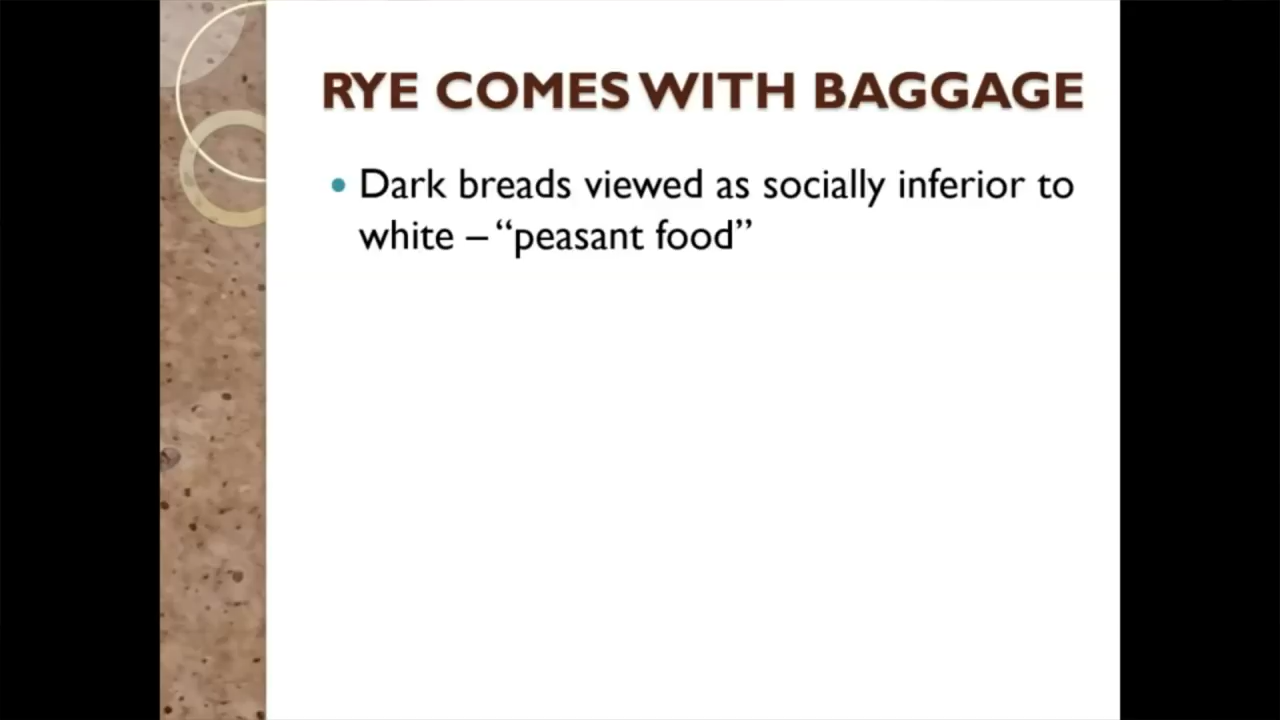 RYE COMES WITH BAGGAGE
• Dark breads viewed as socially inferior to
white – “peasant food”